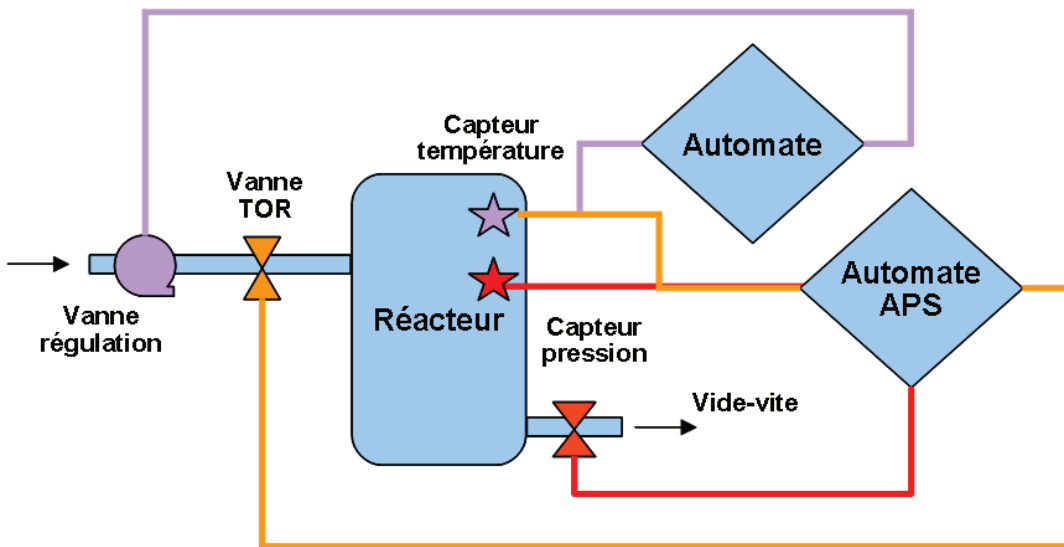 Capteur
température
Automate
Vanne
TOR
Automate
APS
Vanne
régulation
Réacteur
Capteur
pression
Vide-vite